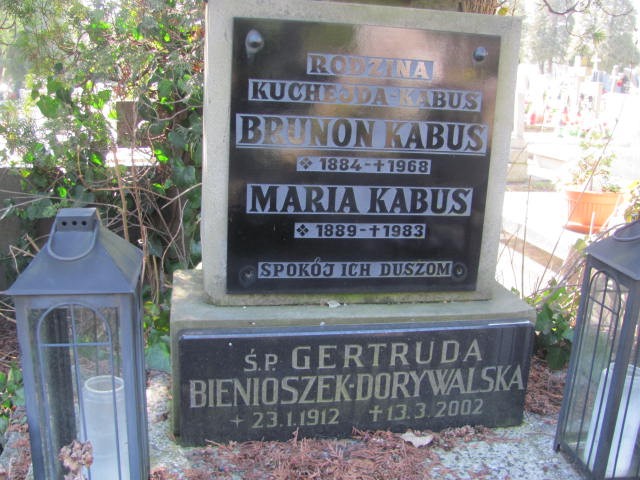 RODZINA
KUCHEJDA-KABUS
BRUNON KABUS
❖ 1884-✝1968
MARIA KABUS
❖ 1889-✝1983
SPOKÓJ ICH DUSZOM
Ś.P. GERTRUDA
BIENIOSZEK-DORYWALSKA
+ 23.1.1912 ✝13.3.2002